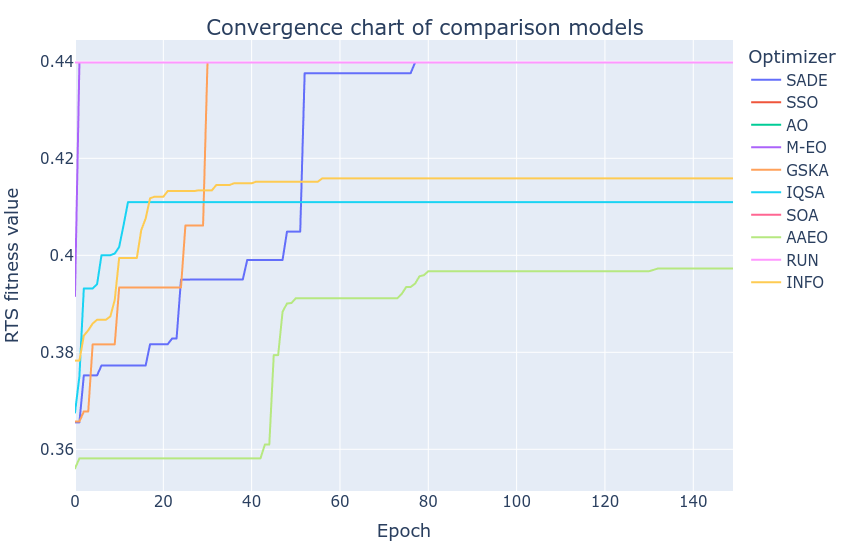 Convergence chart of comparison models
RTS fitness value
0.44
0.42
0.4
0.38
0.36
0
20
40
60
80
100
120
140
Epoch
Optimizer
SADE
SSO
AO
M-EO
GSKA
IQSA
SOA
AAEO
RUN
INFO